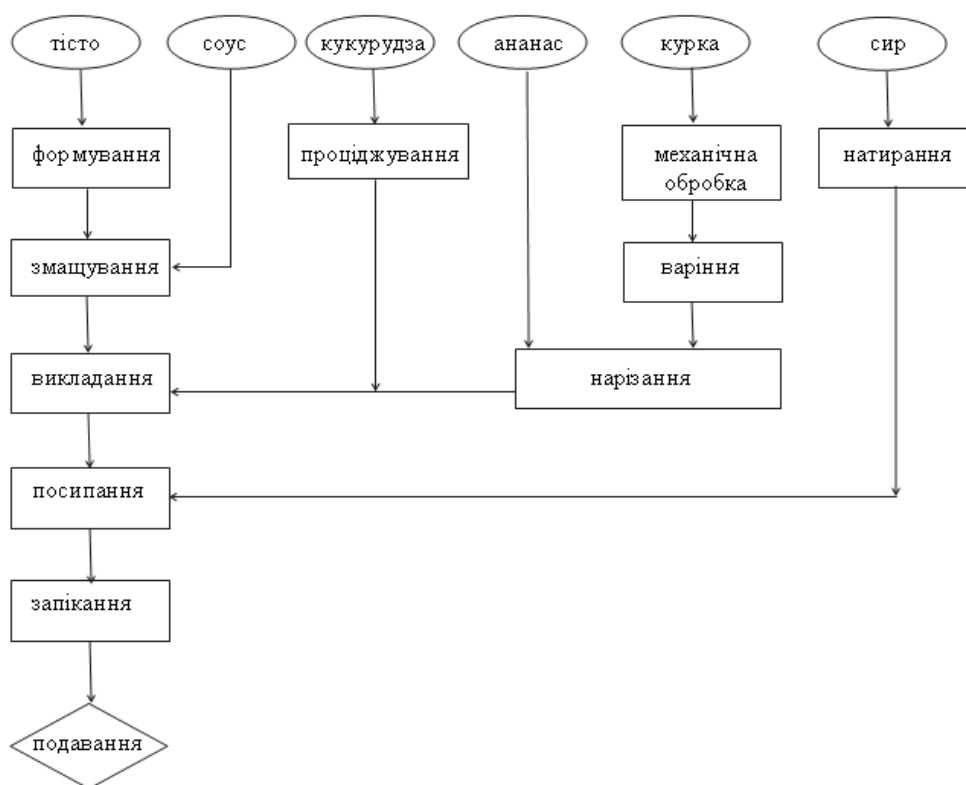 тісто
соус
кукурудза
ананас
курка
сир
формування
проціджування
механічна
обробка
натирання
змащування
варіння
викладання
нарізання
посипання
запікання
подавання